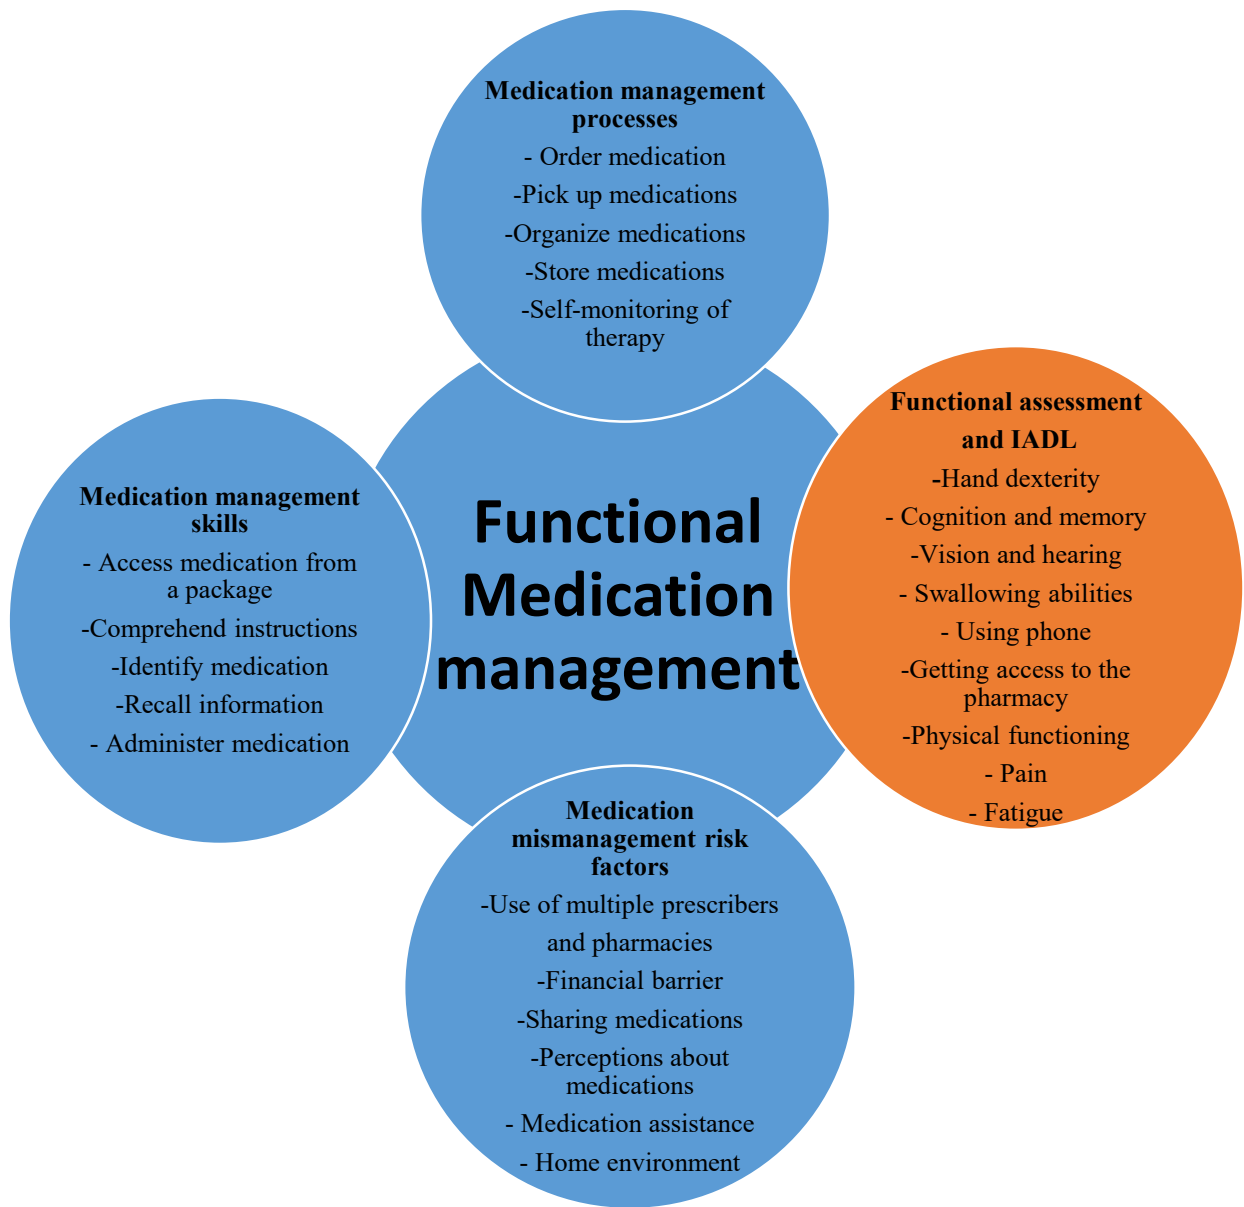 Medication management
processes
- Order medication
-Pick up medications
-Organize medications
-Store medications
-Self-monitoring of
therapy
Functional assessment
and IADL
-Hand dexterity
- Cognition and memory
-Vision and hearing
- Swallowing abilities
- Using phone
-Getting access to the
pharmacy
-Physical functioning
- Pain
- Fatigue
Medication management
skills
- Access medication from
a package
-Comprehend instructions
-Identify medication
-Recall information
- Administer medication
Functional
Medication
management
Medication
mismanagement risk
factors
-Use of multiple prescribers
and pharmacies
-Financial barrier
-Sharing medications
-Perceptions about
medications
- Medication assistance
- Home environment